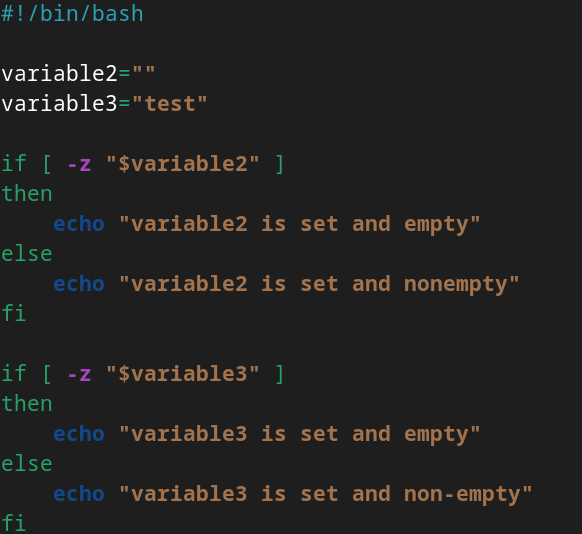 #!/bin/bash
variable2=""
variable3="test"
if [ -z "$variable2" ]
then
    echo "variable2 is set and empty"
else
    echo "variable2 is set and nonempty"
fi
if [ -z "$variable3" ]
then
    echo "variable3 is set and empty"
else
    echo "variable3 is set and non-empty"
fi